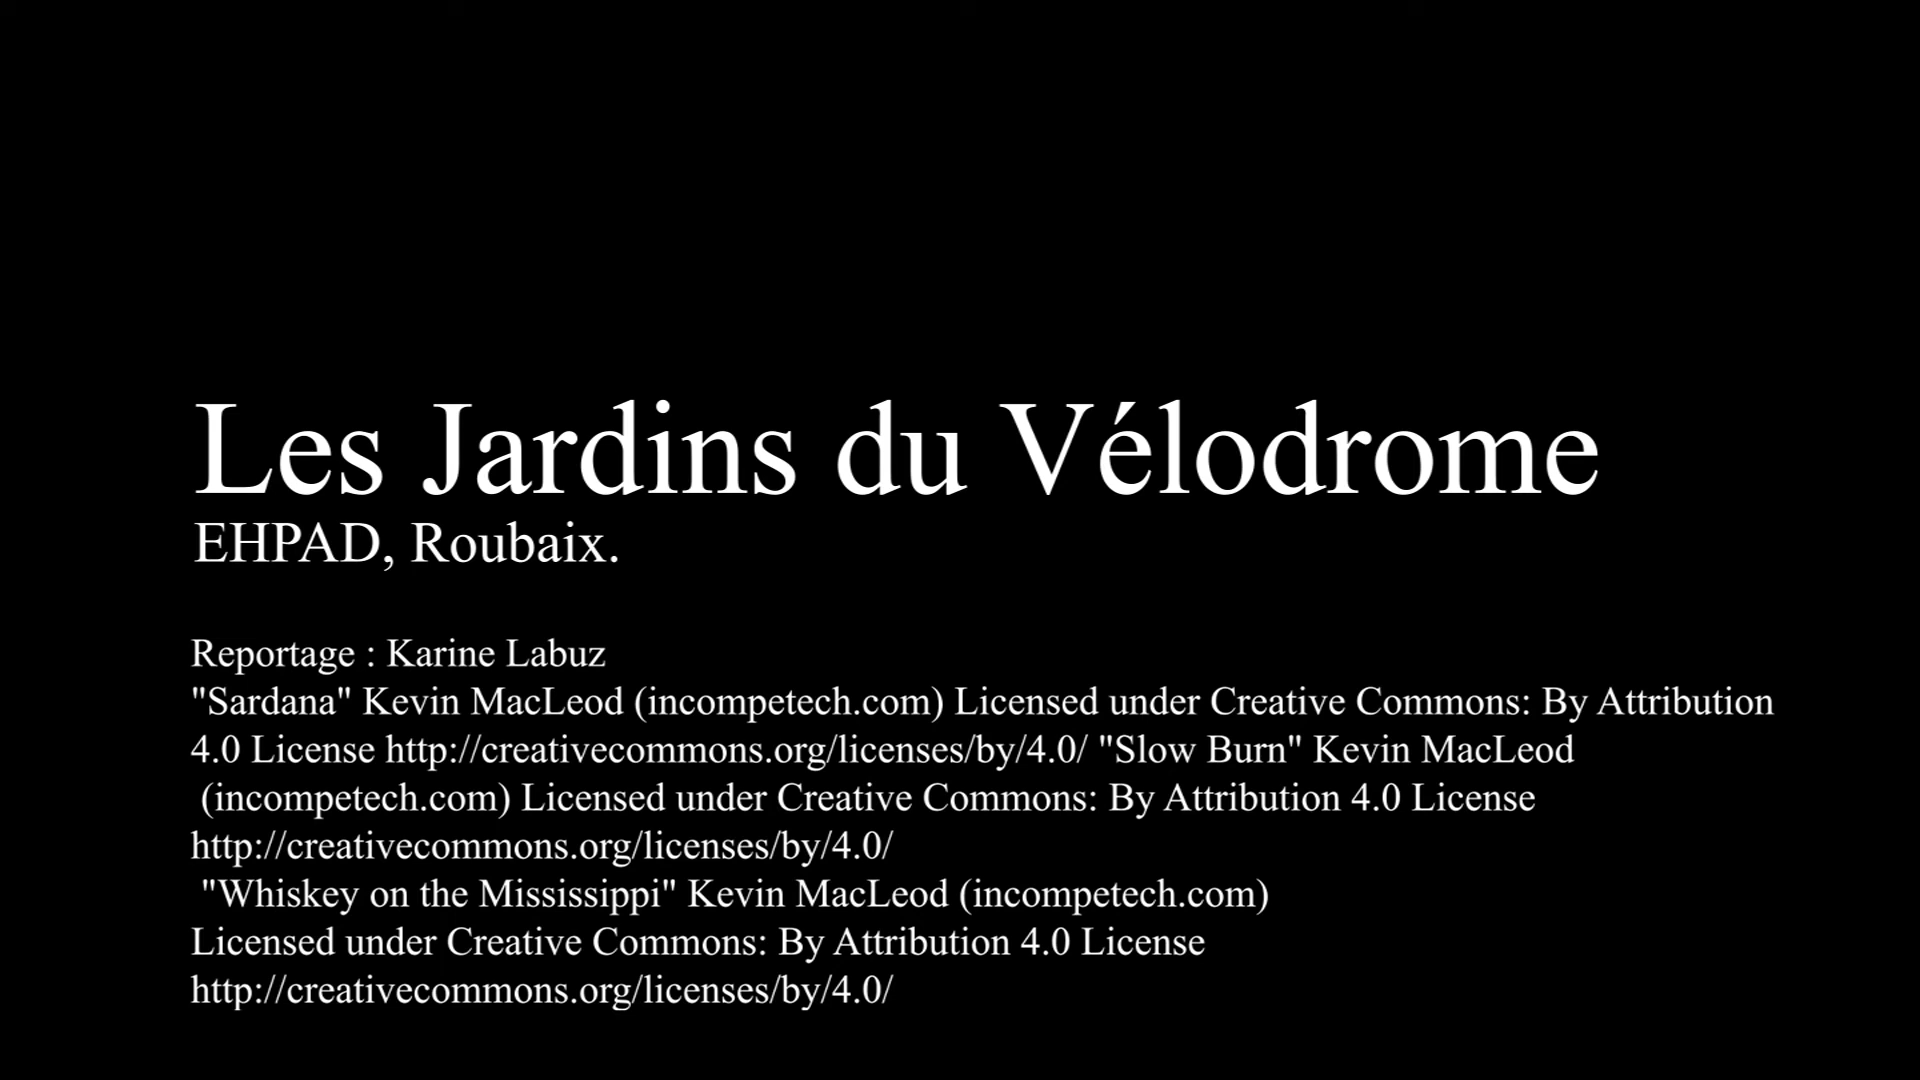 Les Jardins du Vélodrome
EHPAD, Roubaix.
Reportage : Karine Labuz
"Sardana" Kevin MacLeod (incompetech.com) Licensed under Creative Commons: By Attribution
4.0 License http://creativecommons.org/licenses/by/4.0/ "Slow Burn" Kevin MacLeod
(incompetech.com) Licensed under Creative Commons: By Attribution 4.0 License
http://creativecommons.org/licenses/by/4.0/
"Whiskey on the Mississippi" Kevin MacLeod (incompetech.com)
Licensed under Creative Commons: By Attribution 4.0 License
http://creativecommons.org/licenses/by/4.0/